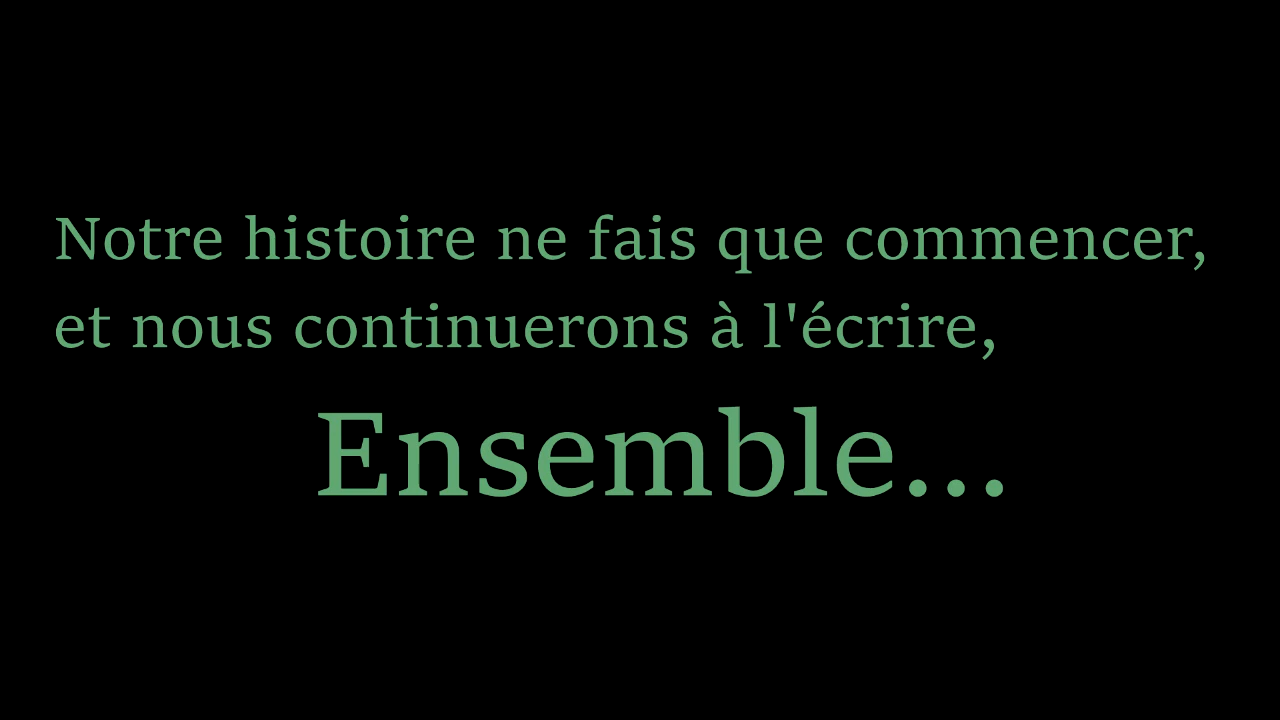 Notre histoire ne fais que commencer,
et nous continuerons à l'écrire,
Ensemble...